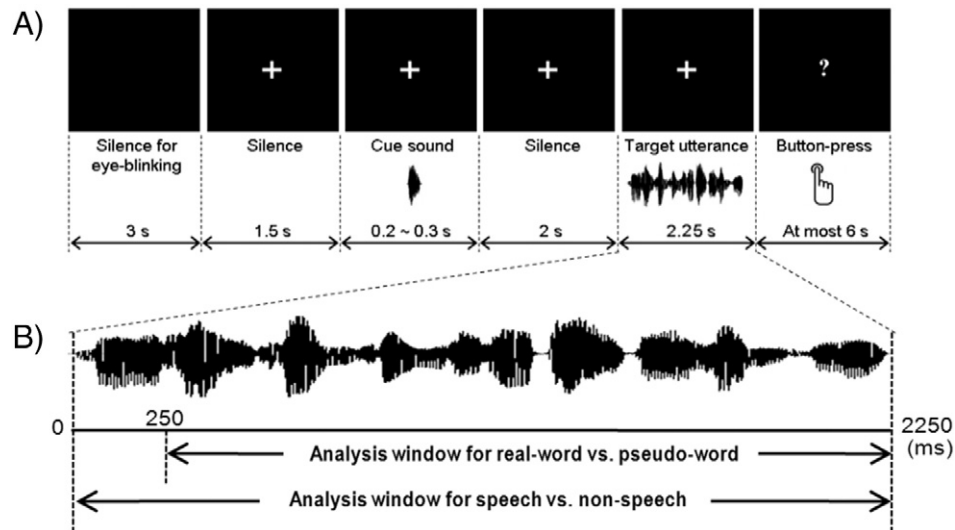 A)
+ + + + ?
Silence for
eye-blinking
Silence
Cue sound
Silence
Target utterance
Button-press
3 s
1.5 s
0.2 ~ 0.3 s
2 s
2.25 s
At most 6 s
B)
0
250
2250
(ms)
Analysis window for real-word vs. pseudo-word
Analysis window for speech vs. non-speech